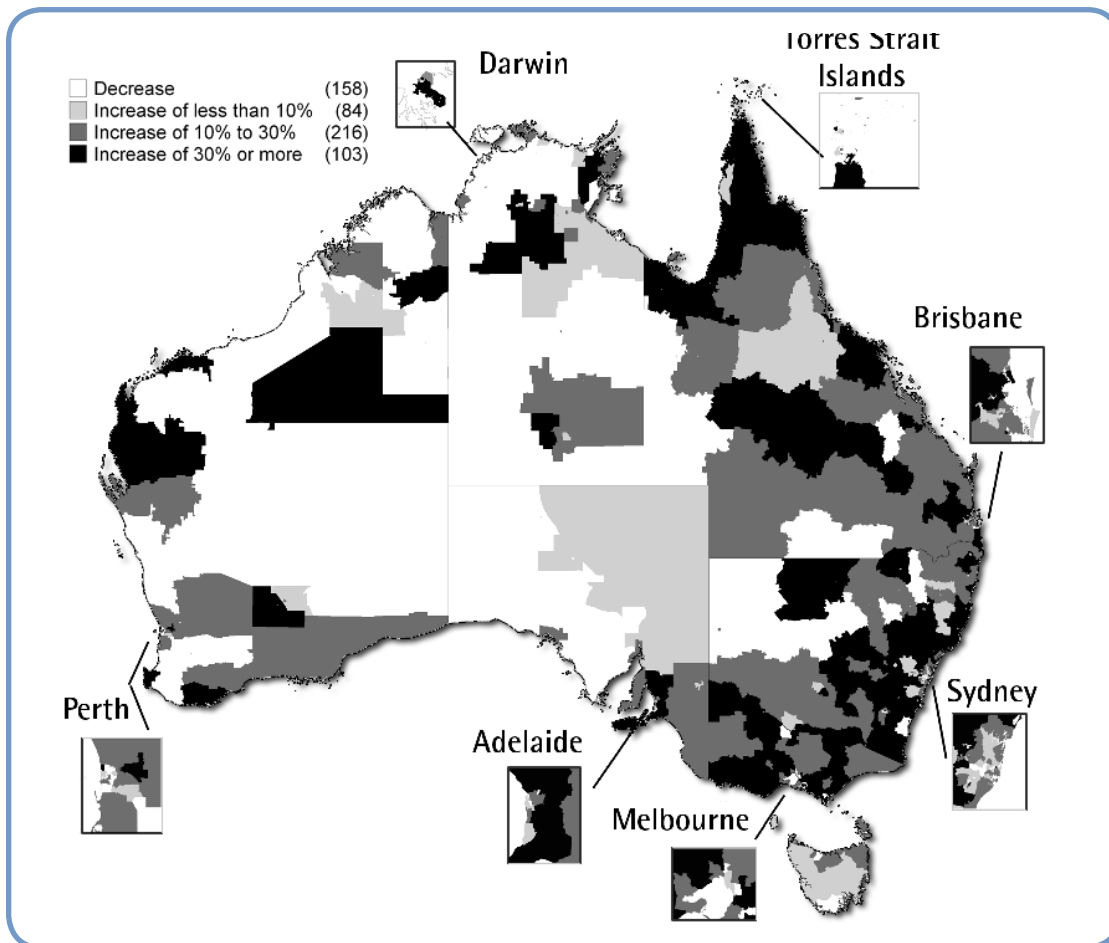 Torres Strait
Islands
Darwin
Decrease (158)
Increase of less than 10% (84)
Increase of 10% to 30% (216)
Increase of 30% or more (103)
Brisbane
Perth
Sydney
Adelaide
Melbourne